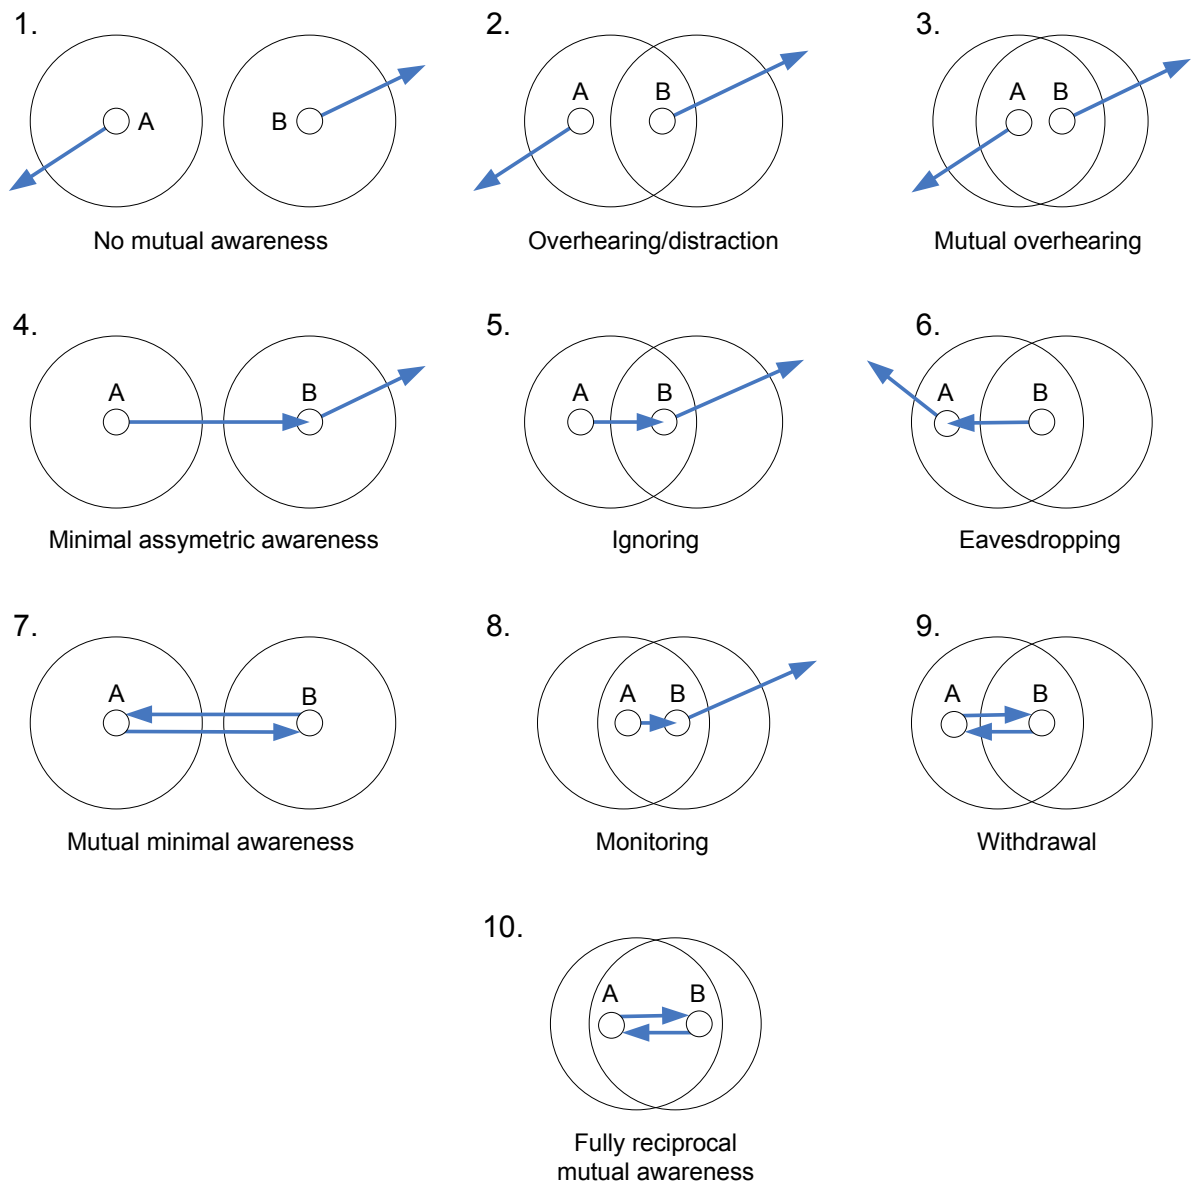 1.
A
B
No mutual awareness
2.
A
B
Overhearing/distraction
3.
A
B
Mutual overhearing
4.
A
B
Minimal assymetric awareness
5.
A
B
Ignoring
6.
A
B
Eavesdropping
7.
A
B
Mutual minimal awareness
8.
A
B
Monitoring
9.
A
B
Withdrawal
10.
A
B
Fully reciprocal
mutual awareness